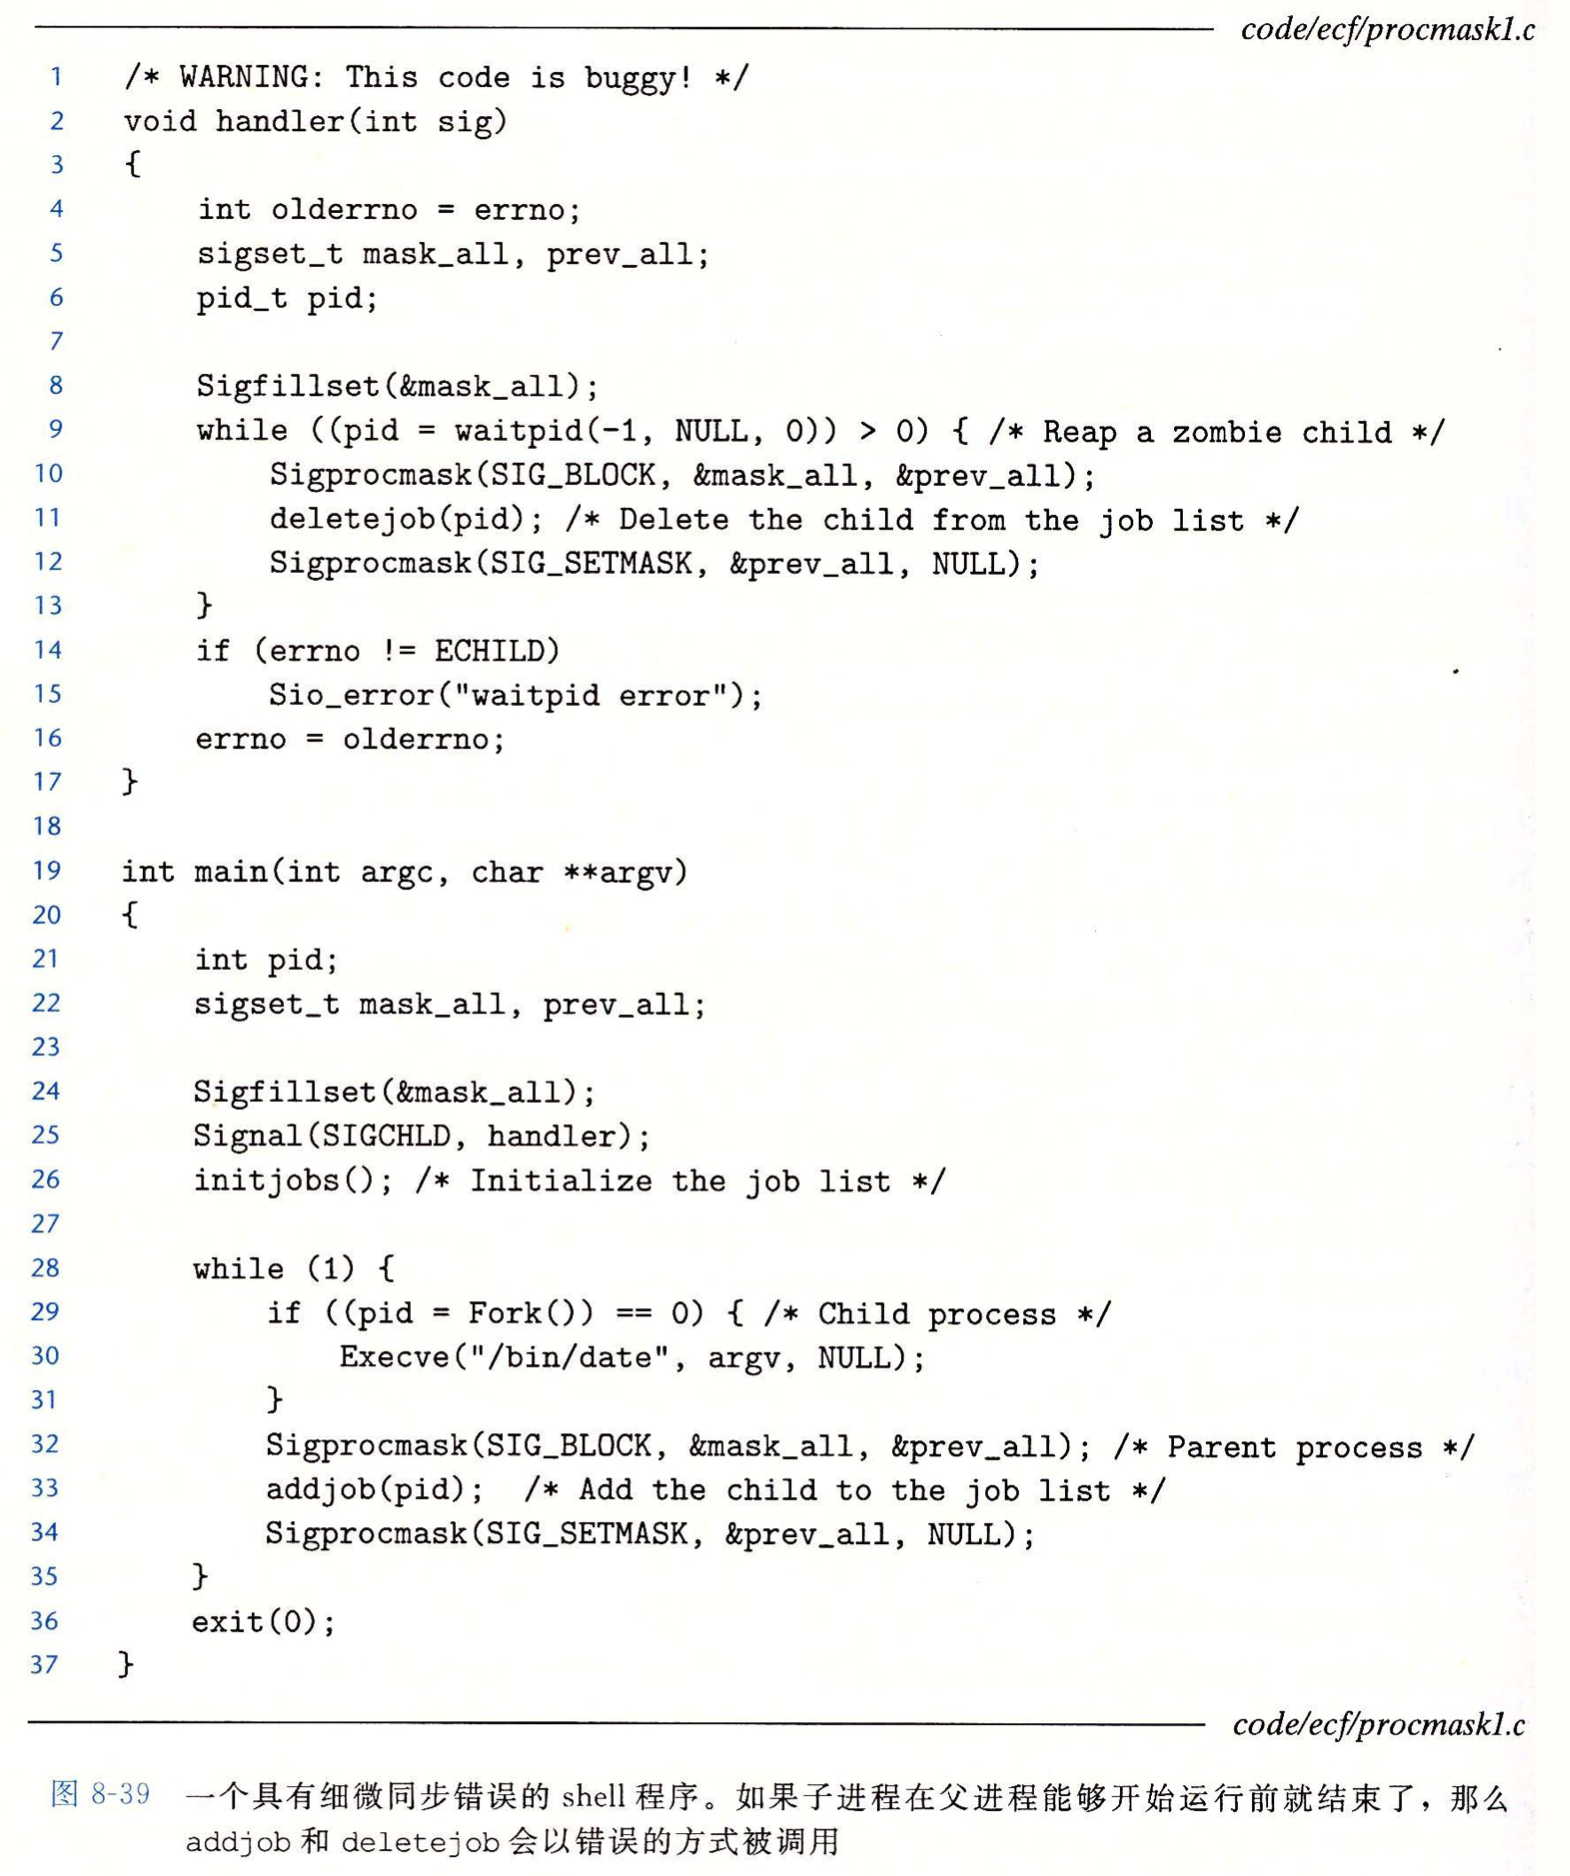 code/ecf/procmask1.c
1 /* WARNING: This code is buggy! */
2 void handler(int sig)
3 {
4     int olderrno = errno;
5     sigset_t mask_all, prev_all;
6     pid_t pid;
7
8     Sigfillset(&mask_all);
9     while ((pid = waitpid(-1, NULL, 0)) > 0) { /* Reap a zombie child */
10         Sigprocmask(SIG_BLOCK, &mask_all, &prev_all);
11         deletejob(pid); /* Delete the child from the job list */
12         Sigprocmask(SIG_SETMASK, &prev_all, NULL);
13     }
14     if (errno != ECHILD)
15         Sio_error("waitpid error");
16     errno = olderrno;
17 }
18
19 int main(int argc, char **argv)
20 {
21     int pid;
22     sigset_t mask_all, prev_all;
23
24     Sigfillset(&mask_all);
25     Signal(SIGCHLD, handler);
26     initjobs(); /* Initialize the job list */
27
28     while (1) {
29         if ((pid = Fork()) == 0) { /* Child process */
30             Execve("/bin/date", argv, NULL);
31         }
32         Sigprocmask(SIG_BLOCK, &mask_all, &prev_all); /* Parent process */
33         addjob(pid);  /* Add the child to the job list */
34         Sigprocmask(SIG_SETMASK, &prev_all, NULL);
35     }
36     exit(0);
37 }
code/ecf/procmask1.c
图 8-39 一个具有细微同步错误的 shell 程序。如果子进程在父进程能够开始运行前就结束了，那么
addjob 和 deletejob 会以错误的方式被调用